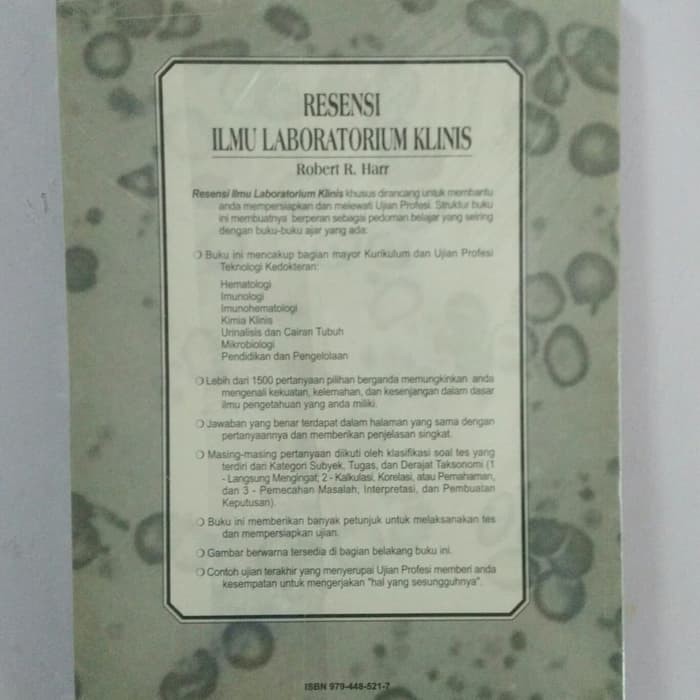 RESENSI
ILMU LABORATORIUM KLINIS
Robert R. Harr
Resensi Ilmu Laboratorium Klinis khusus dirancang untuk membantu
anda mempersiapkan dan melewati Ujian Profesi. Struktur buku
ini membuatnya berperan sebagai pedoman belajar yang seiring
dengan buku-buku ajar yang ada:
❍ Buku ini mencakup bagian mayor Kurikulum dan Ujian Profesi
Teknologi Kedokteran:
Hematologi
Imunologi
Imunohematologi
Kimia Klinis
Urinalisis dan Cairan Tubuh
Mikrobiologi
Pendidikan dan Pengelolaan
❍ Lebih dari 1500 pertanyaan pilihan berganda memungkinkan anda
mengenali kekuatan, kelemahan, dan kesenjangan dalam dasar
ilmu pengetahuan yang anda miliki.
❍ Jawaban yang benar terdapat dalam halaman yang sama dengan
pertanyaannya dan memberikan penjelasan singkat.
❍ Masing-masing pertanyaan diikuti oleh klasifikasi soal tes yang
terdiri dari Kategori Subyek, Tugas, dan Derajat Taksonomi (1
- Langsung Mengingat; 2 - Kalkulasi, Korelasi, atau Pemahaman,
dan 3 - Pemecahan Masalah, Interpretasi, dan Pembuatan
Keputusan).
❍ Buku ini memberikan banyak petunjuk untuk melaksanakan tes
dan mempersiapkan ujian.
❍ Gambar berwarna tersedia di bagian belakang buku ini.
❍ Contoh ujian terakhir yang menyerupai Ujian Profesi memberi anda
kesempatan untuk mengerjakan "hal yang sesungguhnya".
ISBN 979-448-521-7